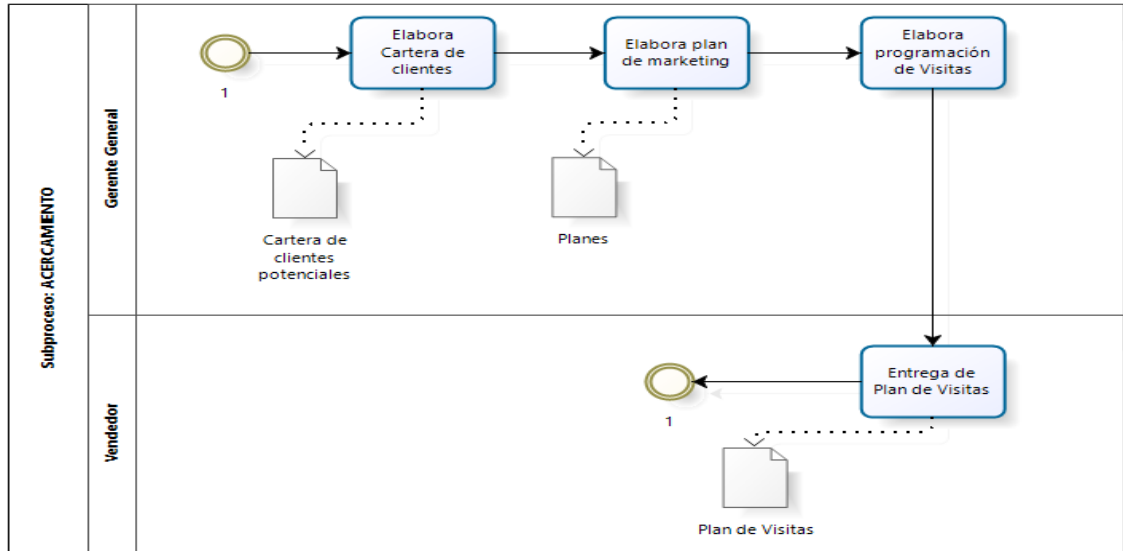 Subproceso: ACERCAMIENTO
Gerente General
1
Elabora
Cartera de
clientes
Elabora plan
de marketing
Elabora
programación
de Visitas
Cartera de
clientes
potenciales
Planes
Vendedor
1
Entrega de
Plan de Visitas
Plan de Visitas